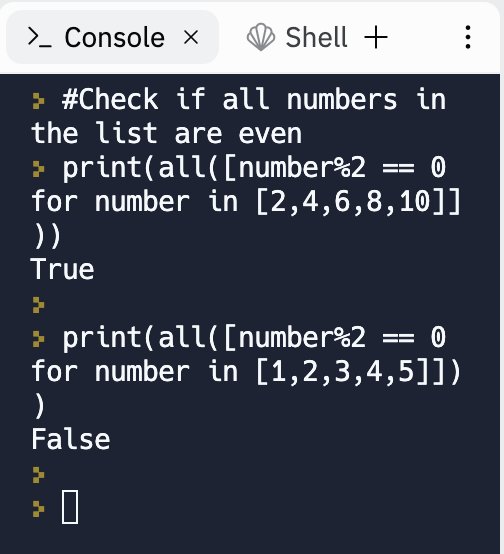 >_ Console × Shell +
#Check if all numbers in
the list are even
print(all([number%2 == 0
for number in [2,4,6,8,10]]
))
True
print(all([number%2 == 0
for number in [1,2,3,4,5]])
)
False